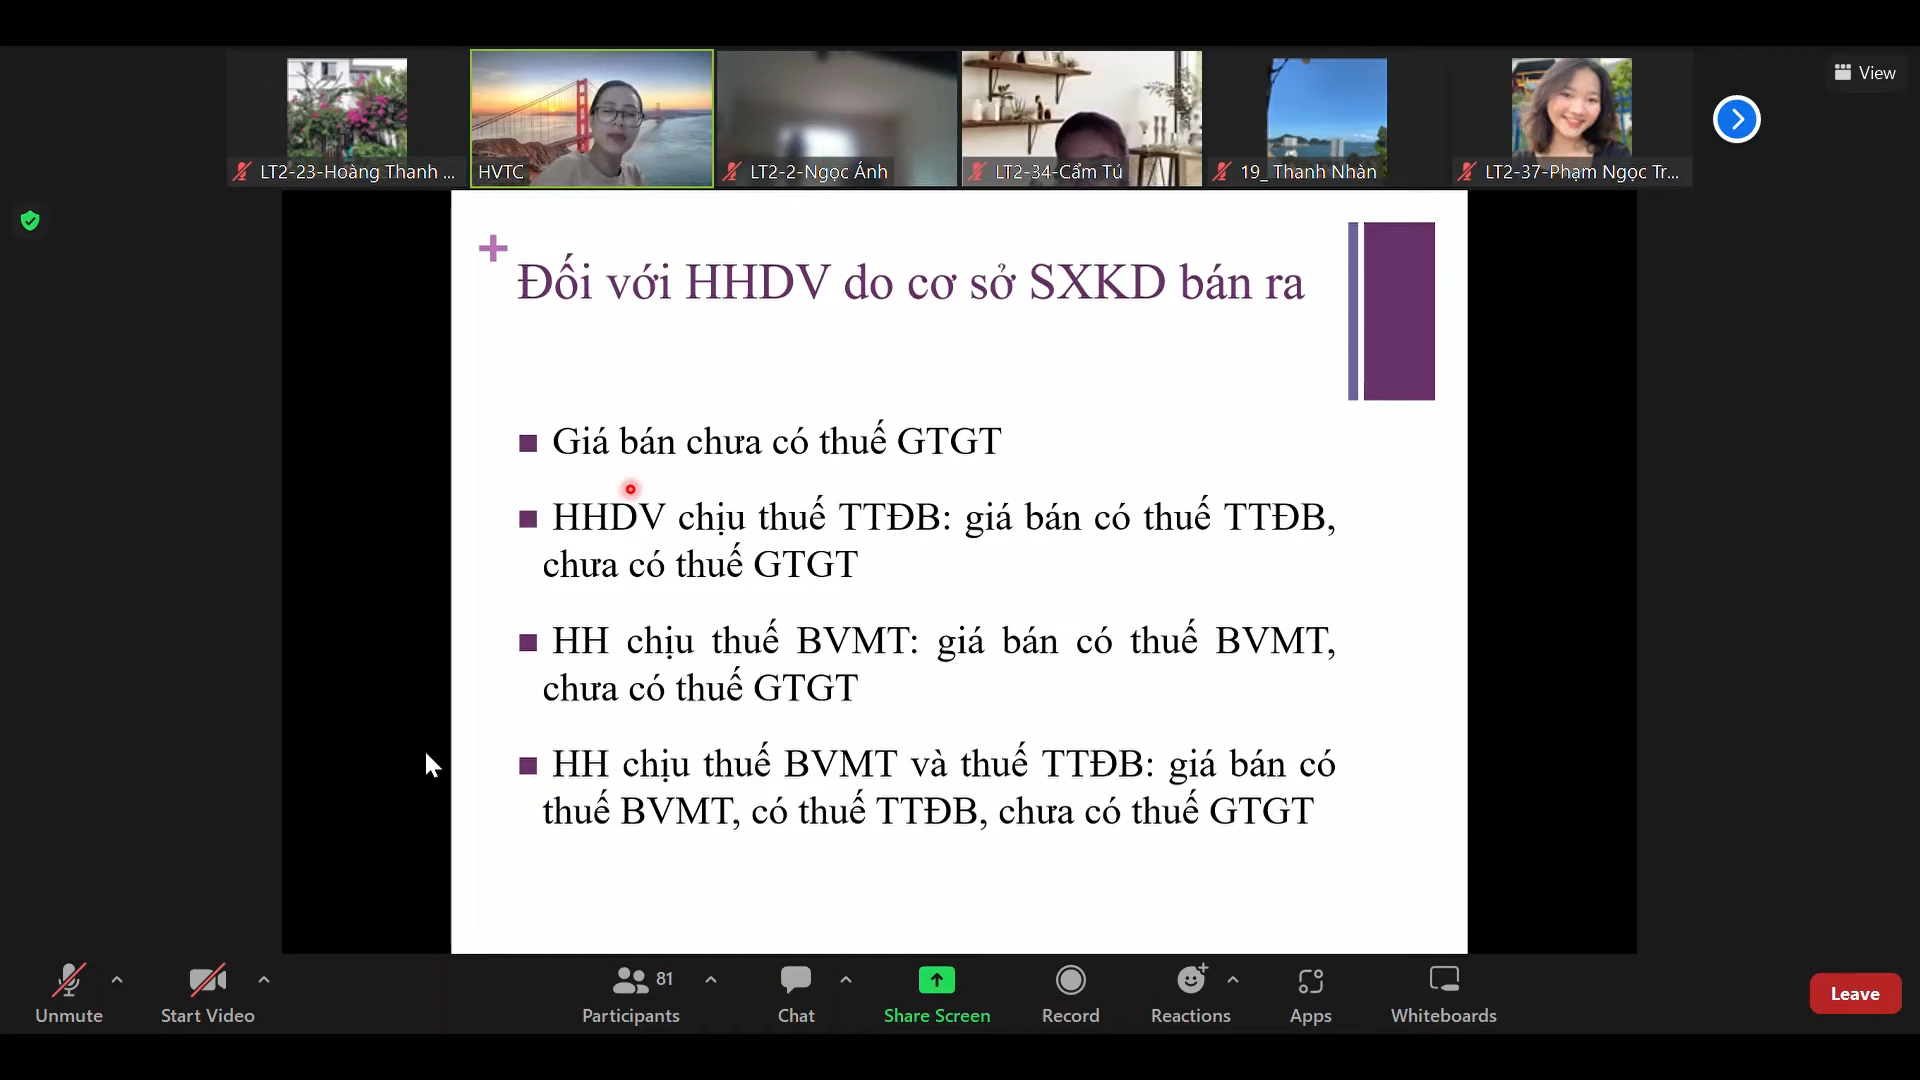 View
LT2-23-Hoàng Thanh ...
HVTC
LT2-2-Ngọc Ánh
LT2-34-Cẩm Tú
19_ Thanh Nhàn
LT2-37-Phạm Ngọc Tr...
Đối với HHDV do cơ sở SXKD bán ra
Giá bán chưa có thuế GTGT
HHDV chịu thuế TTĐB: giá bán có thuế TTĐB,
chưa có thuế GTGT
HH chịu thuế BVMT: giá bán có thuế BVMT,
chưa có thuế GTGT
HH chịu thuế BVMT và thuế TTĐB: giá bán có
thuế BVMT, có thuế TTĐB, chưa có thuế GTGT
Unmute
Start Video
81
Participants
Chat
Share Screen
Record
Reactions
Apps
Whiteboards
Leave